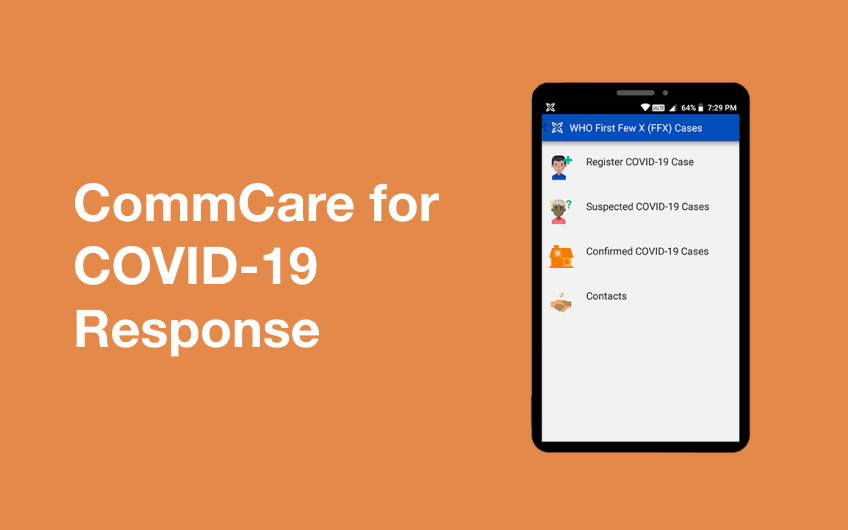 CommCare for
COVID-19
Response
64% 7:29 PM
WHO First Few X (FFX) Cases
Register COVID-19 Case
Suspected COVID-19 Cases
Confirmed COVID-19 Cases
Contacts